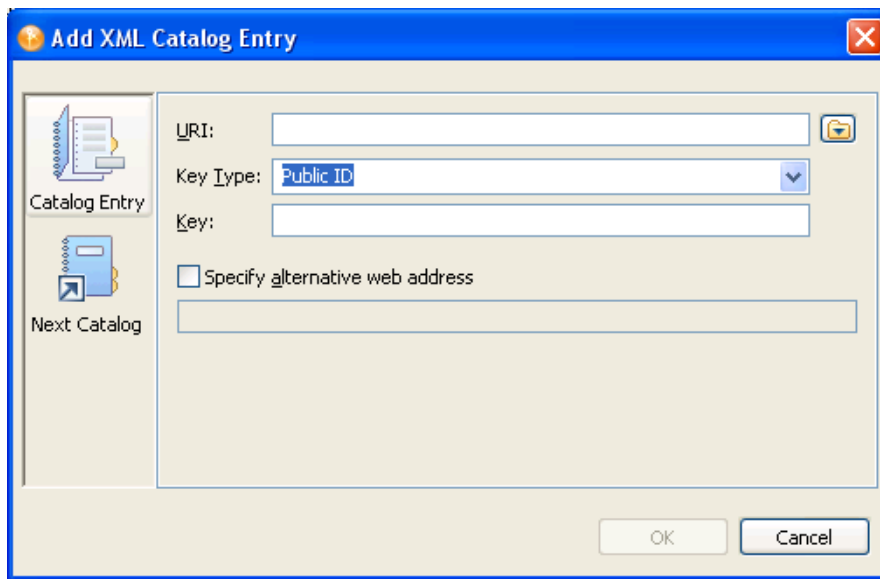 Add XML Catalog Entry
Catalog Entry
Next Catalog
URI:
Key Type: Public ID
Key:
Specify alternative web address
OK
Cancel